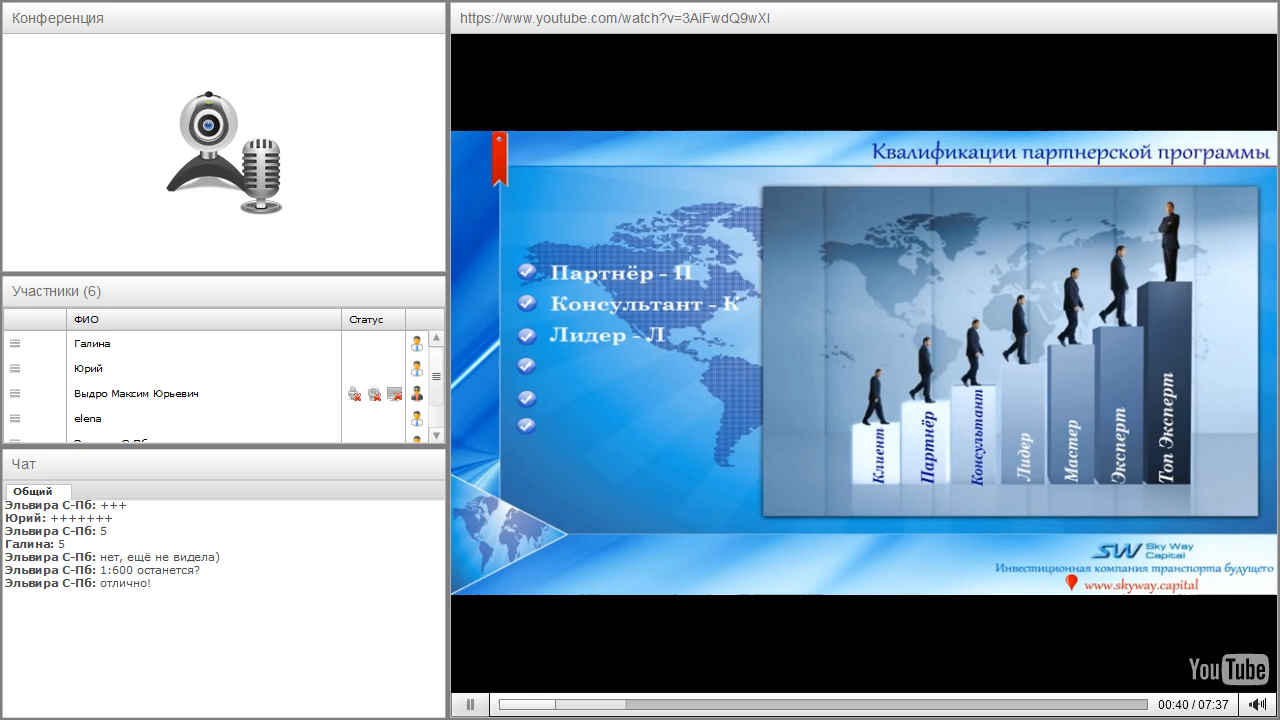 Конференция
https://www.youtube.com/watch?v=3AiFwdQ9wXI
Участники (6)
ФИО
Статус
Галина
Юрий
Выдро Максим Юрьевич
elena
Чат
Общий
Эльвира С-Пб: +++
Юрий: +++++++
Эльвира С-Пб: 5
Галина: 5
Эльвира С-Пб: нет, ещё не видела)
Эльвира С-Пб: 1:600 останется?
Эльвира С-Пб: отлично!
Квалификации партнерской программы
Партнёр - П
Консультант - К
Лидер - Л
Клиент
Партнёр
Консультант
Лидер
Мастер
Эксперт
Топ Эксперт
SW Sky Way
Capital
Инвестиционная компания транспорта будущего
www.skyway.capital
YouTube
00:40 / 07:37